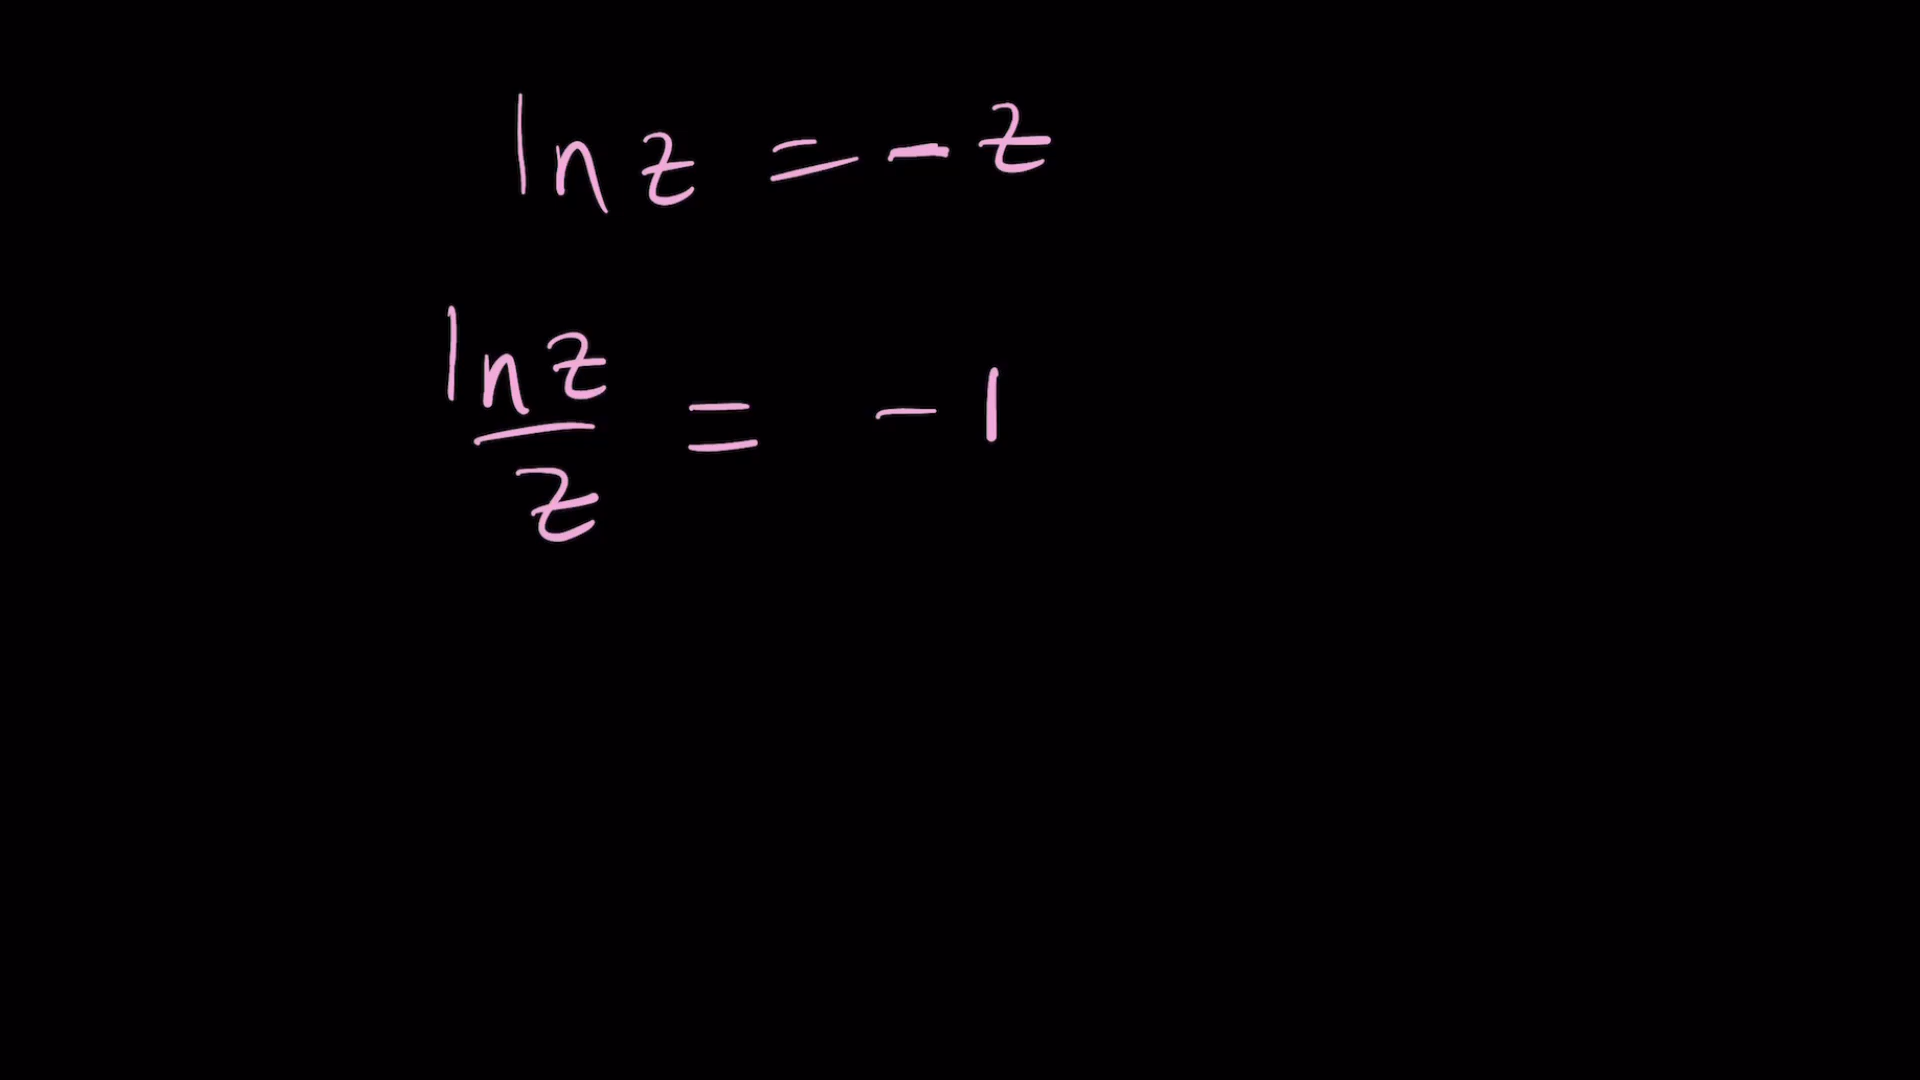 ln z = - z
ln z / z = - 1